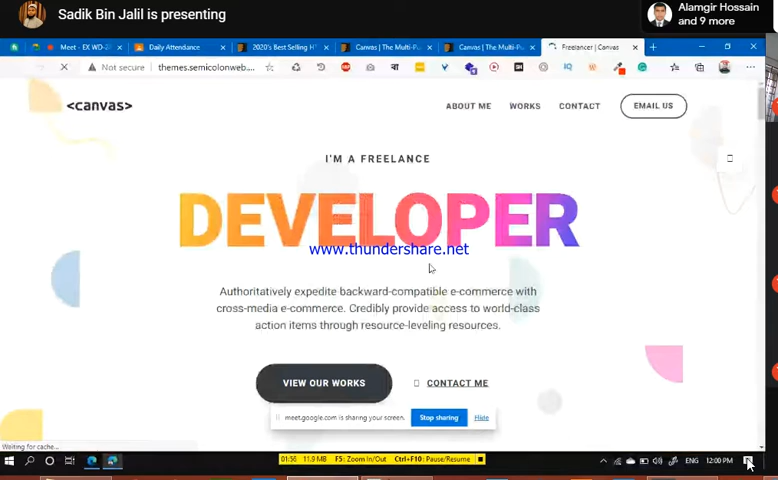 Sadik Bin Jalil is presenting
Alamgir Hossain
and 9 more
Meet - EX WD-2
Daily Attendance
2020's Best Selling HT
Canvas | The Multi-Pu
Canvas | The Multi-Pu
Freelancer | Canvas
Not secure
themes.semicolonweb....
<canvas>
ABOUT ME
WORKS
CONTACT
EMAIL US
I'M A FREELANCE
DEVELOPER
www.thundershare.net
Authoritatively expedite backward-compatible e-commerce with
cross-media e-commerce. Credibly provide access to world-class
action items through resource-leveling resources.
VIEW OUR WORKS
CONTACT ME
meet.google.com is sharing your screen.
Stop sharing
Hide
Waiting for cache...
01:56 11.9 MB F5: Zoom In/Out Ctrl+F10: Pause/Resume
ENG
12:00 PM